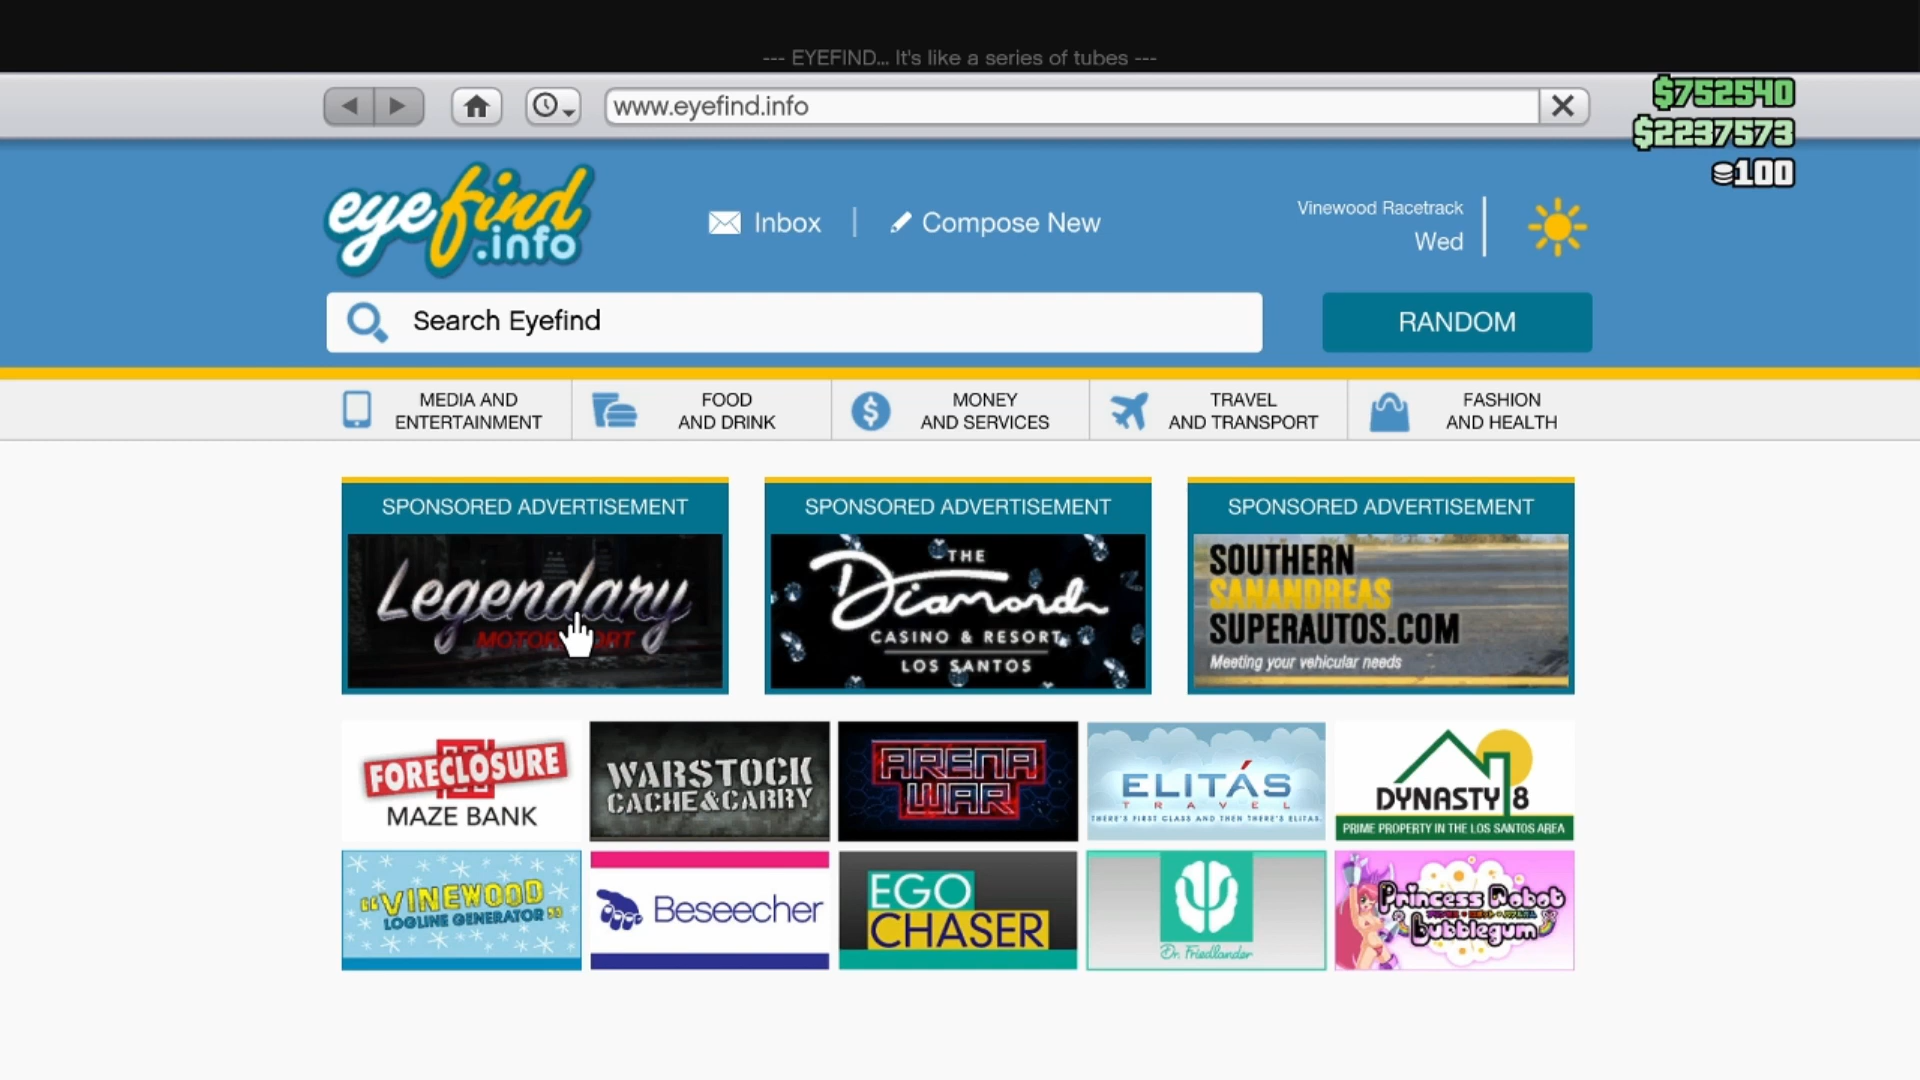 --- EYEFIND... It's like a series of tubes ---
www.eyefind.info
$752540
$2237573
100
eyefind
.info
Inbox
Compose New
Vinewood Racetrack
Wed
Search Eyefind
RANDOM
MEDIA AND
ENTERTAINMENT
FOOD
AND DRINK
MONEY
AND SERVICES
TRAVEL
AND TRANSPORT
FASHION
AND HEALTH
SPONSORED ADVERTISEMENT
Legendary
MOTORSPORT
SPONSORED ADVERTISEMENT
THE
Diamond
CASINO & RESORT
LOS SANTOS
SPONSORED ADVERTISEMENT
SOUTHERN
SANANDREAS
SUPERAUTOS.COM
Meeting your vehicular needs
FORECLOSURE
MAZE BANK
WARSTOCK
CACHE&CARRY
ARENA
WAR
ELITÁS
TRAVEL
THERE'S FIRST CLASS AND THEN THERE'S ELITAS.
DYNASTY 8
PRIME PROPERTY IN THE LOS SANTOS AREA
"VINEWOOD
LOGLINE GENERATOR"
Beseecher
EGO
CHASER
Dr. Friedlander
Princess Robot
Bubblegum